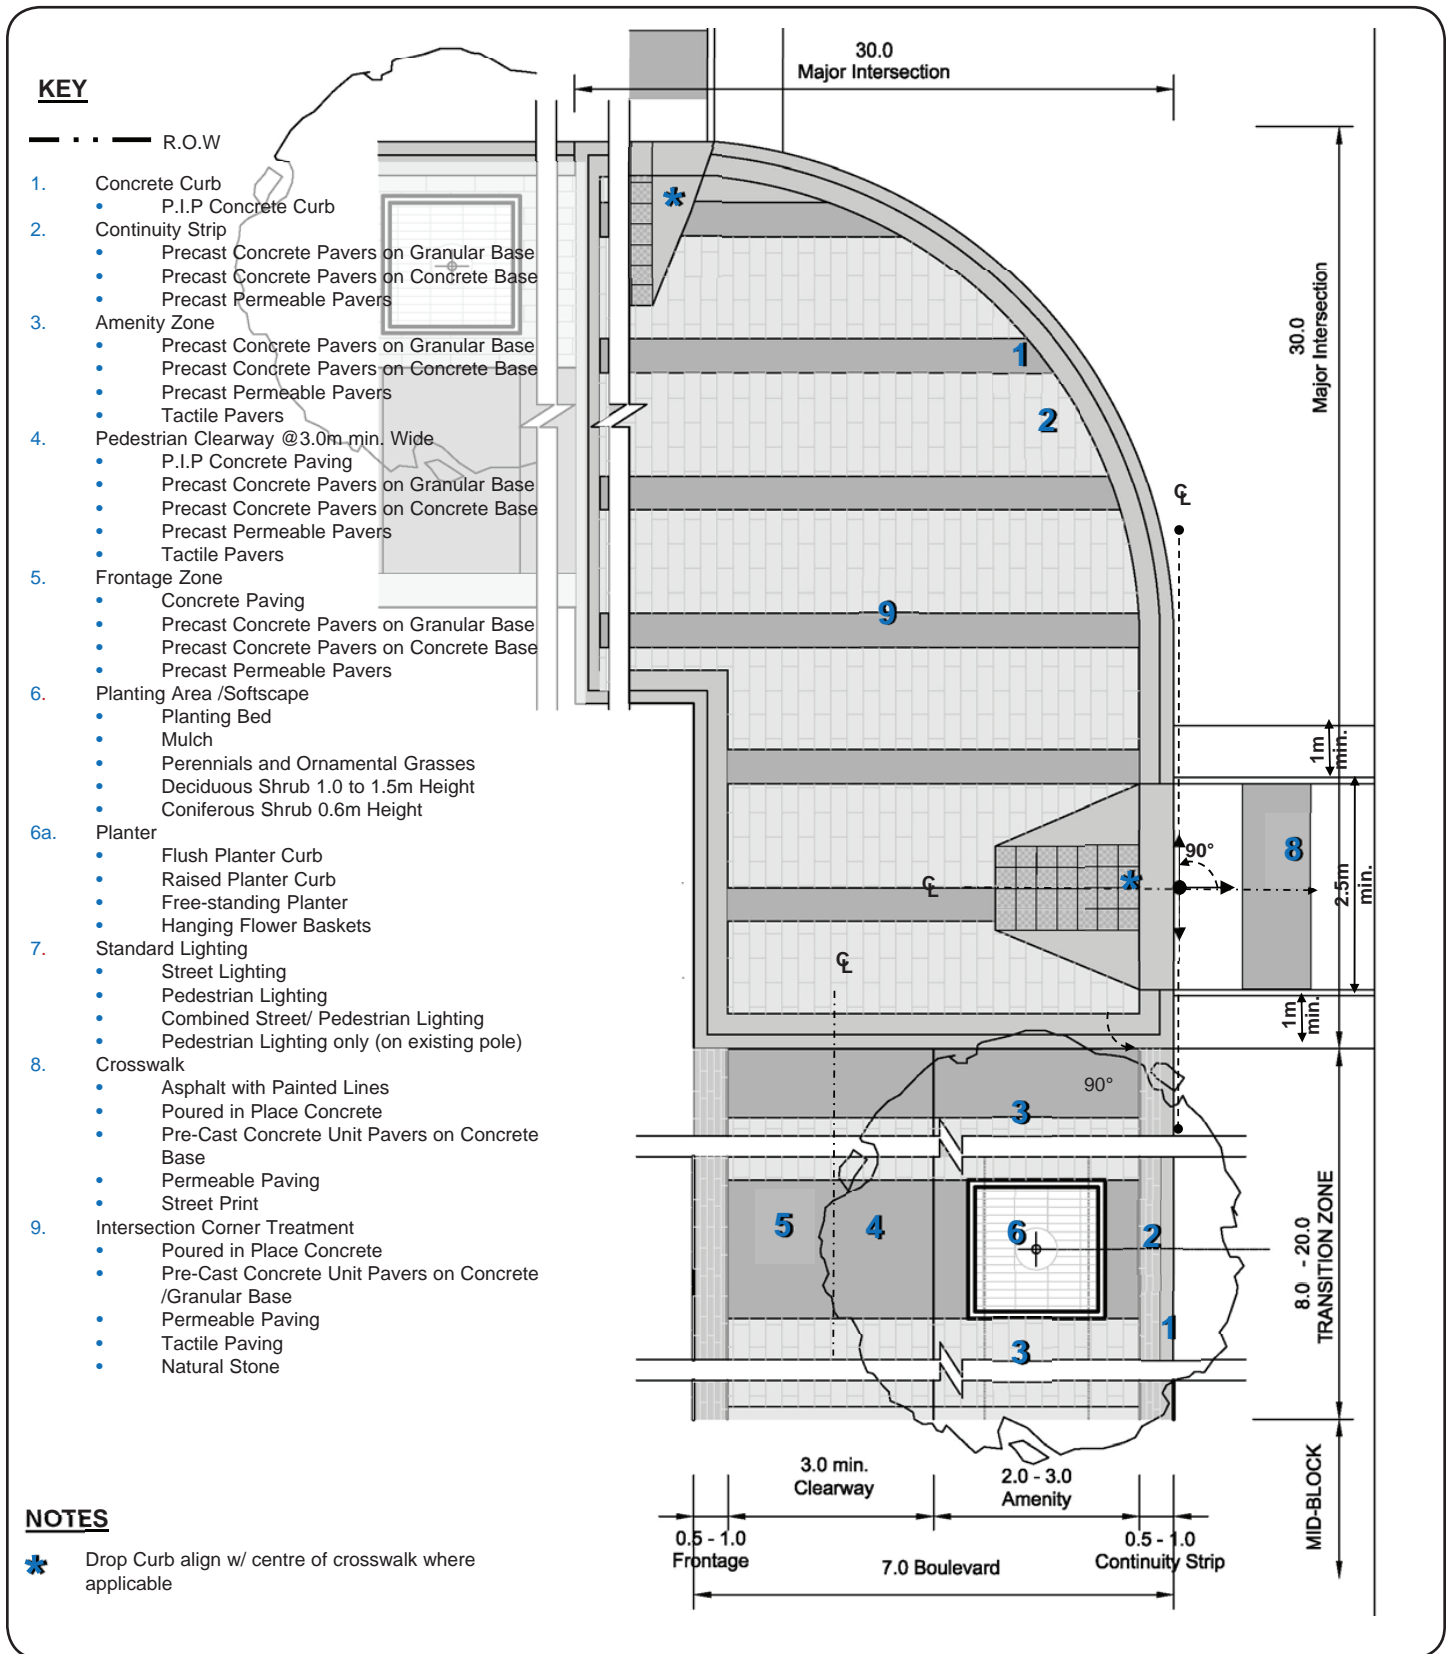 KEY
R.O.W
1. Concrete Curb
• P.I.P Concrete Curb
2. Continuity Strip
• Precast Concrete Pavers on Granular Base
• Precast Concrete Pavers on Concrete Base
• Precast Permeable Pavers
3. Amenity Zone
• Precast Concrete Pavers on Granular Base
• Precast Concrete Pavers on Concrete Base
• Precast Permeable Pavers
• Tactile Pavers
4. Pedestrian Clearway @3.0m min. Wide
• P.I.P Concrete Paving
• Precast Concrete Pavers on Granular Base
• Precast Concrete Pavers on Concrete Base
• Precast Permeable Pavers
• Tactile Pavers
5. Frontage Zone
• Concrete Paving
• Precast Concrete Pavers on Granular Base
• Precast Concrete Pavers on Concrete Base
• Precast Permeable Pavers
6. Planting Area /Softscape
• Planting Bed
• Mulch
• Perennials and Ornamental Grasses
• Deciduous Shrub 1.0 to 1.5m Height
• Coniferous Shrub 0.6m Height
6a. Planter
• Flush Planter Curb
• Raised Planter Curb
• Free-standing Planter
• Hanging Flower Baskets
7. Standard Lighting
• Street Lighting
• Pedestrian Lighting
• Combined Street/ Pedestrian Lighting
• Pedestrian Lighting only (on existing pole)
8. Crosswalk
• Asphalt with Painted Lines
• Poured in Place Concrete
• Pre-Cast Concrete Unit Pavers on Concrete
Base
• Permeable Paving
• Street Print
9. Intersection Corner Treatment
• Poured in Place Concrete
• Pre-Cast Concrete Unit Pavers on Concrete
/Granular Base
• Permeable Paving
• Tactile Paving
• Natural Stone
NOTES
* Drop Curb align w/ centre of crosswalk where
applicable
30.0
Major Intersection
*
30.0
Major Intersection
1
2
℄
9
1m
min.
8
90°
2.5m
min.
*
℄
℄
1m
min.
90°
3
5
4
6
2
8.0 - 20.0
TRANSITION ZONE
1
3
MID-BLOCK
3.0 min.
Clearway
2.0 - 3.0
Amenity
0.5 - 1.0
Frontage
7.0 Boulevard
0.5 - 1.0
Continuity Strip